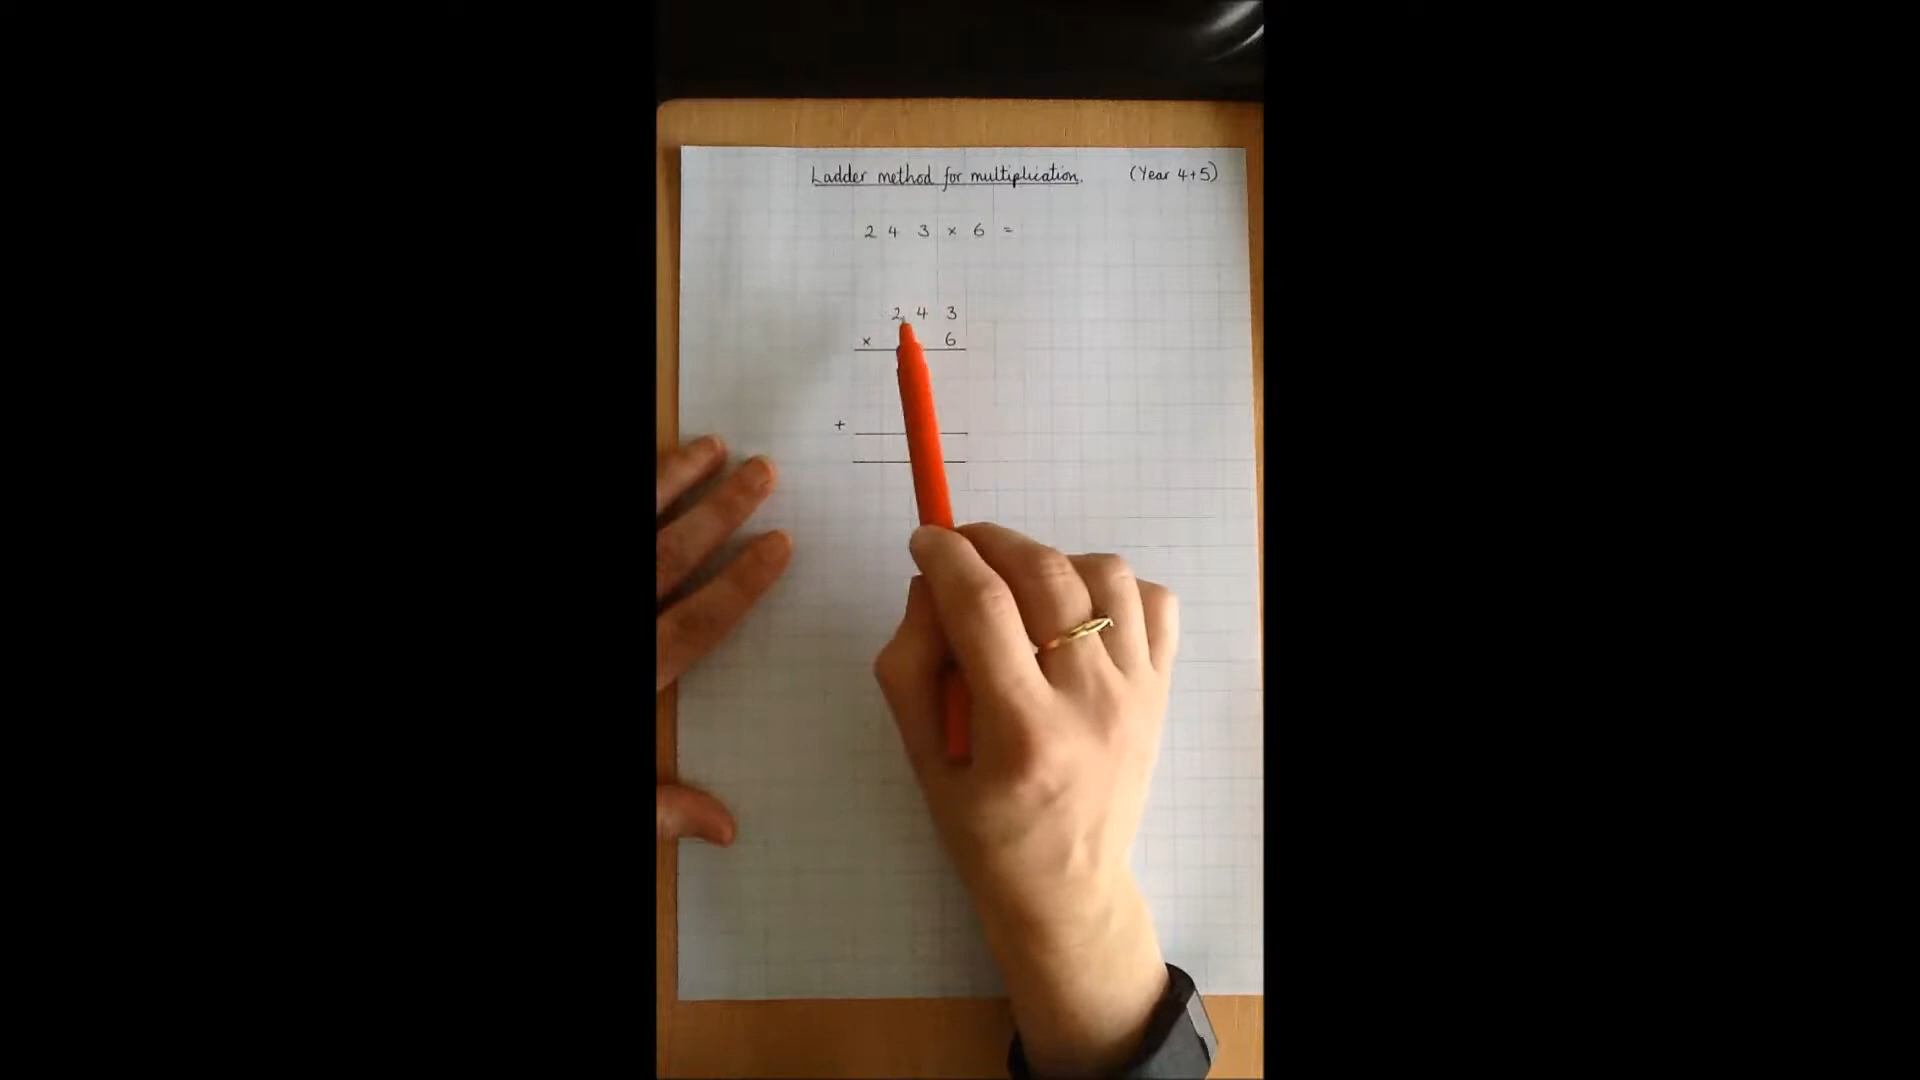 Ladder method for multiplication. (Year 4+5)
2 4 3 × 6 =
2 4 3
× 6
+